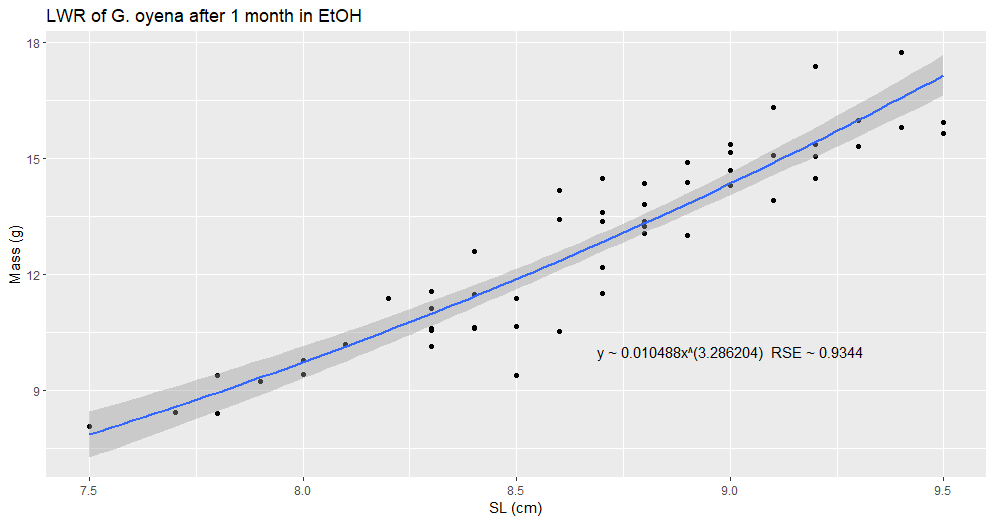 LWR of G. oyena after 1 month in EtOH
Mass (g)
18
15
12
9
y ~ 0.010488x^(3.286204)  RSE ~ 0.9344
7.5 8.0 8.5 9.0 9.5
SL (cm)